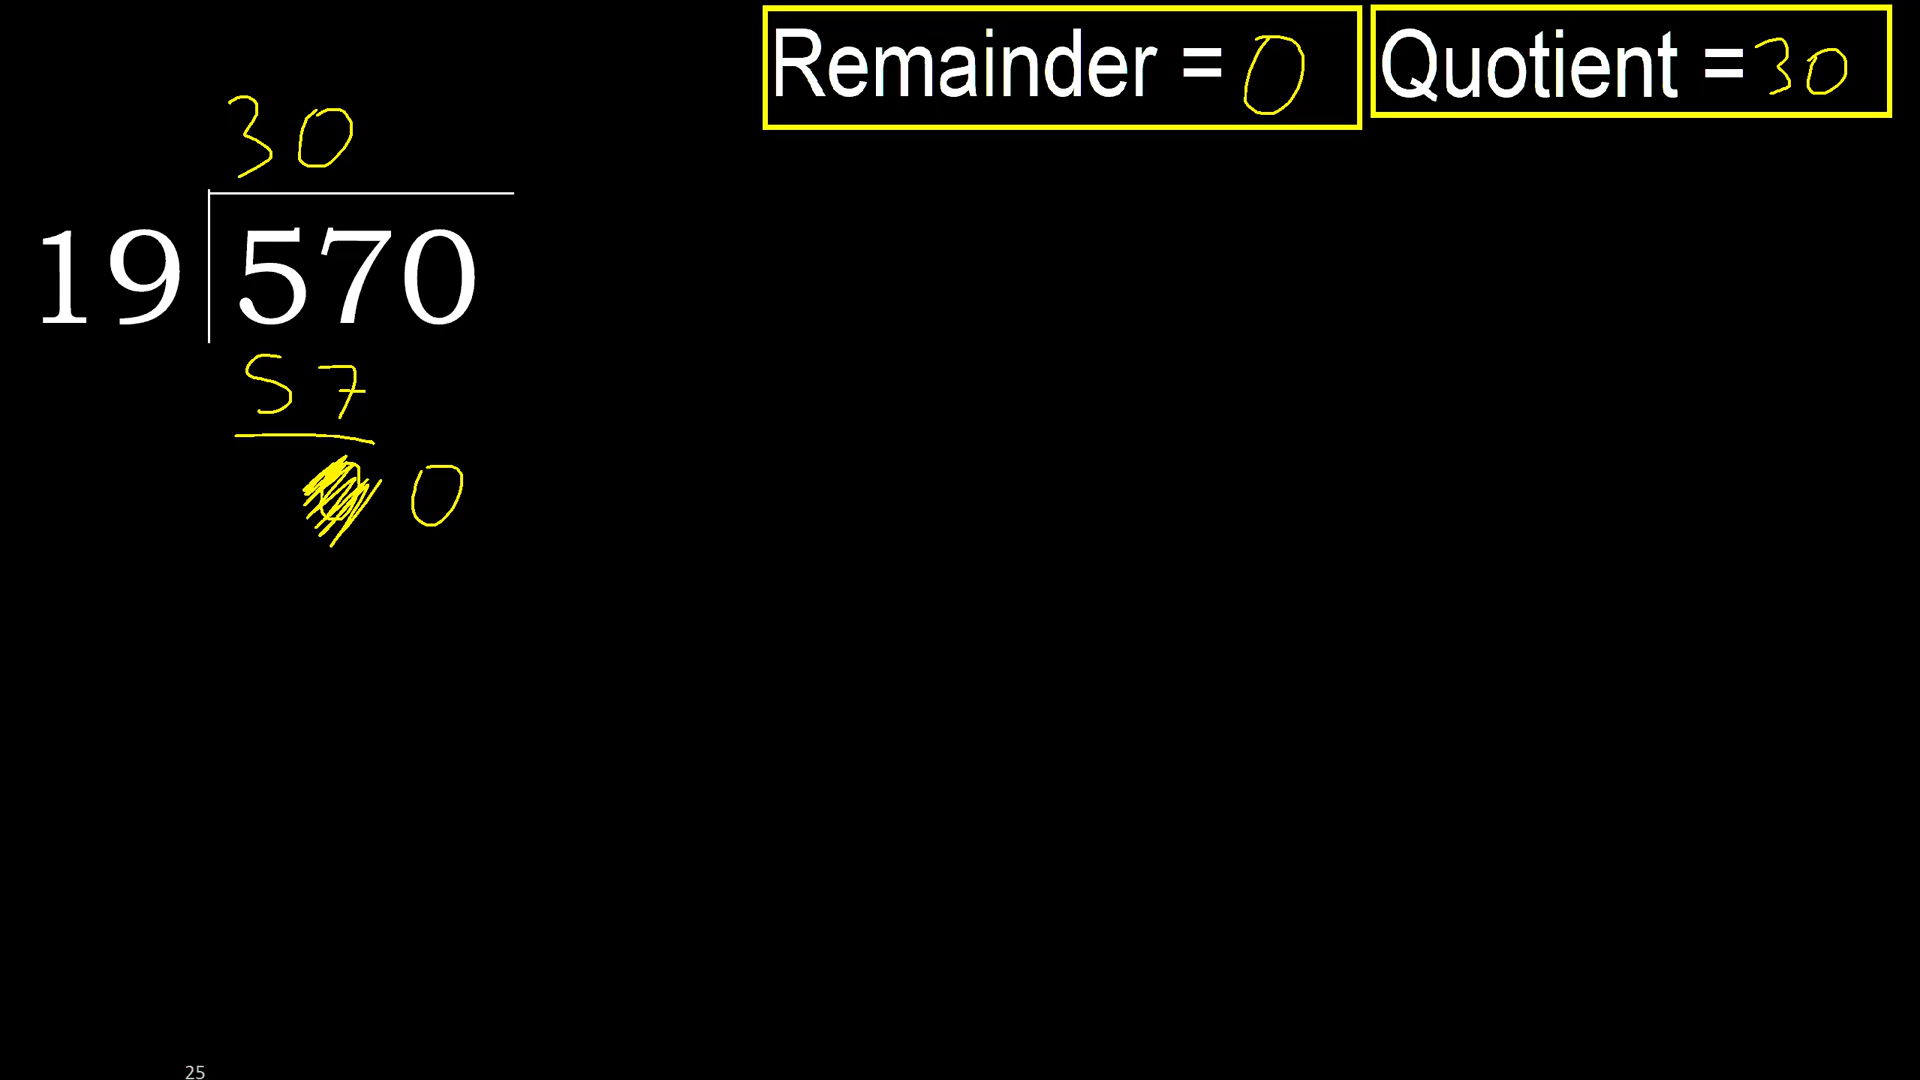 Remainder = 0
Quotient = 30
30
19 570
57
0
25